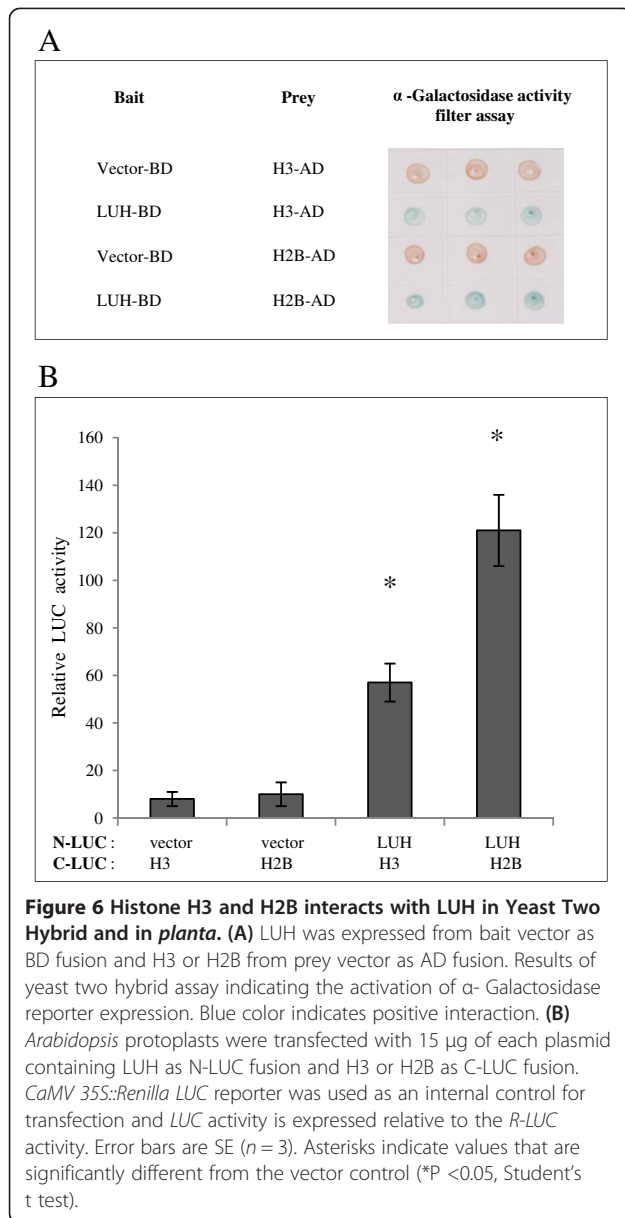 A
Bait Prey α -Galactosidase activity
filter assay
Vector-BD H3-AD
LUH-BD H3-AD
Vector-BD H2B-AD
LUH-BD H2B-AD
B
160
140
120
100
80
60
40
20
0
Relative LUC activity
*
*
N-LUC : vector vector LUH LUH
C-LUC : H3 H2B H3 H2B
Figure 6 Histone H3 and H2B interacts with LUH in Yeast Two
Hybrid and in planta. (A) LUH was expressed from bait vector as
BD fusion and H3 or H2B from prey vector as AD fusion. Results of
yeast two hybrid assay indicating the activation of α- Galactosidase
reporter expression. Blue color indicates positive interaction. (B)
Arabidopsis protoplasts were transfected with 15 μg of each plasmid
containing LUH as N-LUC fusion and H3 or H2B as C-LUC fusion.
CaMV 35S::Renilla LUC reporter was used as an internal control for
transfection and LUC activity is expressed relative to the R-LUC
activity. Error bars are SE (n = 3). Asterisks indicate values that are
significantly different from the vector control (*P <0.05, Student's
t test).